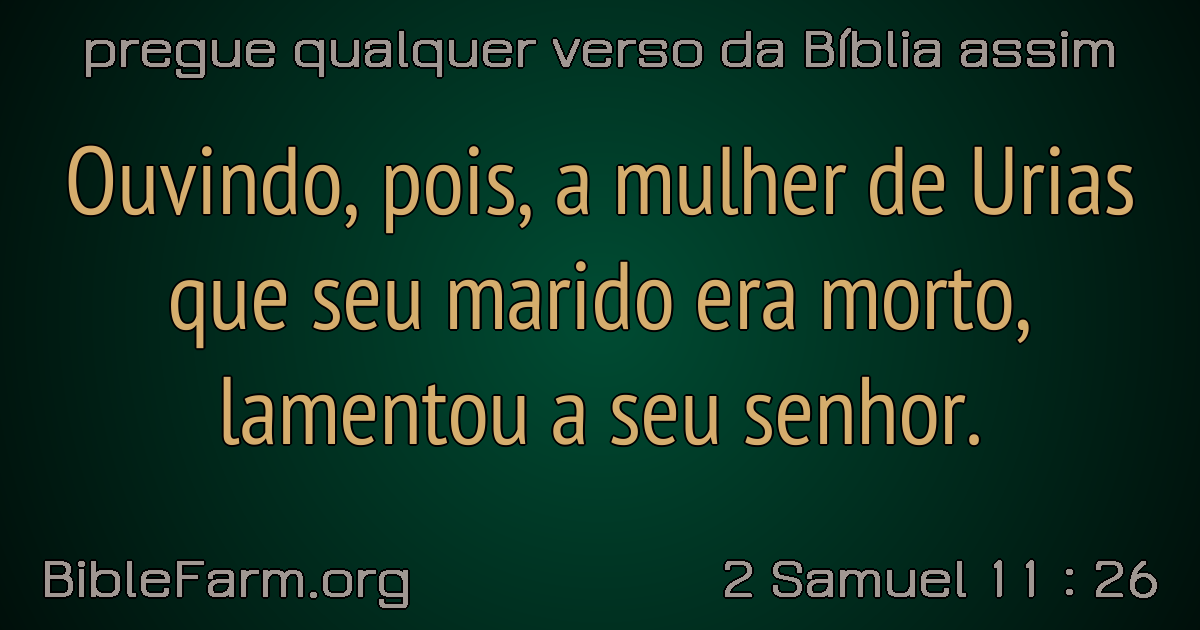 pregue qualquer verso da Bíblia assim
Ouvindo, pois, a mulher de Urias
que seu marido era morto,
lamentou a seu senhor.
BibleFarm.org
2 Samuel 11 : 26